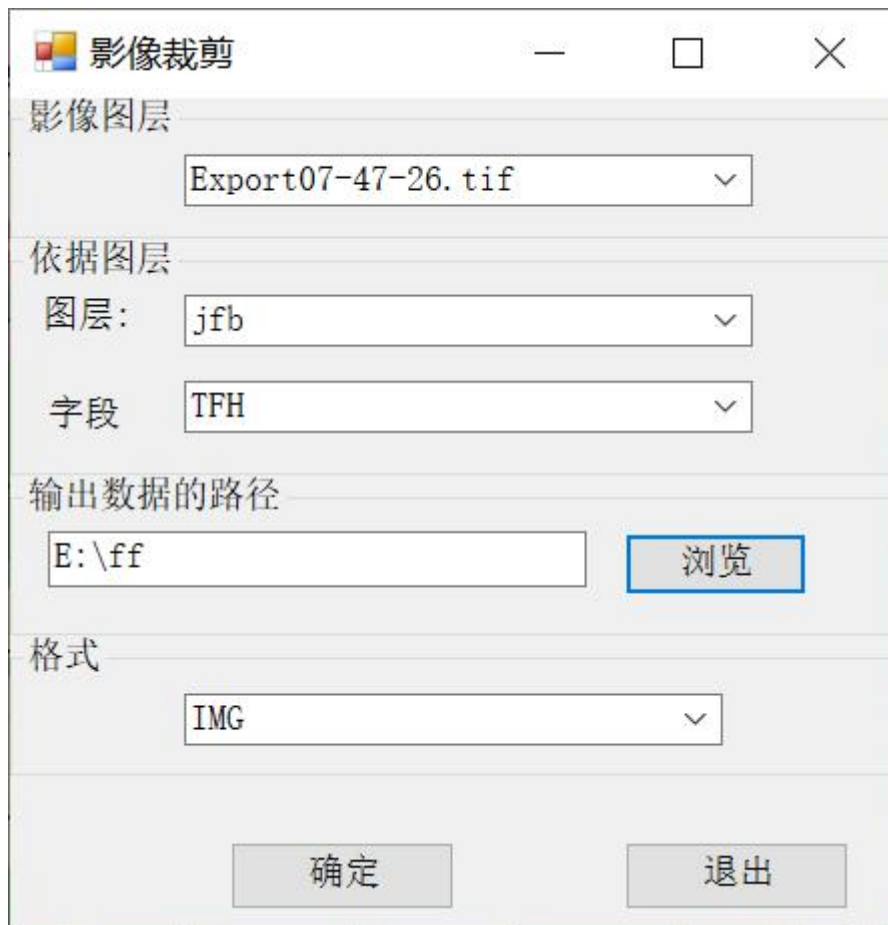 影像裁剪
影像图层
Export07-47-26.tif
依据图层
图层:
jfb
字段
TFH
输出数据的路径
E:\ff
浏览
格式
IMG
确定
退出